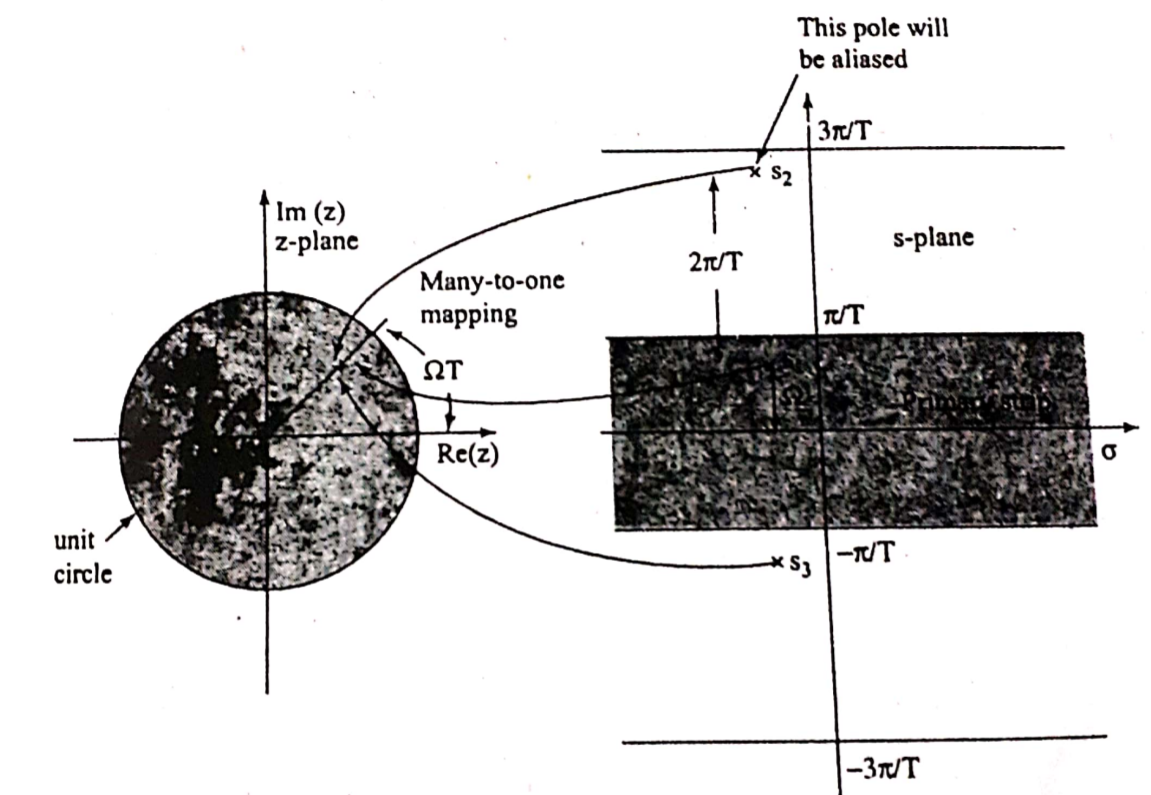 This pole will
be aliased
3π/T
s₂
Im (z)
z-plane
s-plane
2π/T
Many-to-one
mapping
π/T
ΩT
Ω
Re(z)
σ
unit
circle
s₃
−π/T
−3π/T